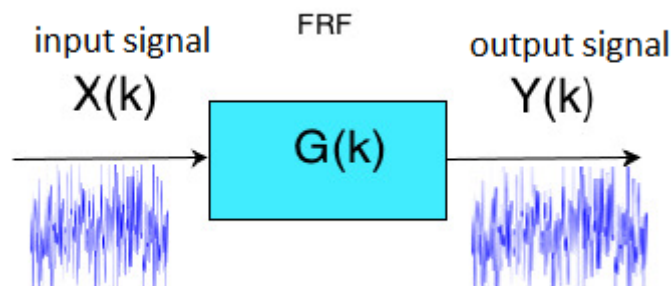 FRF
input signal
output signal
X(k)
G(k)
Y(k)